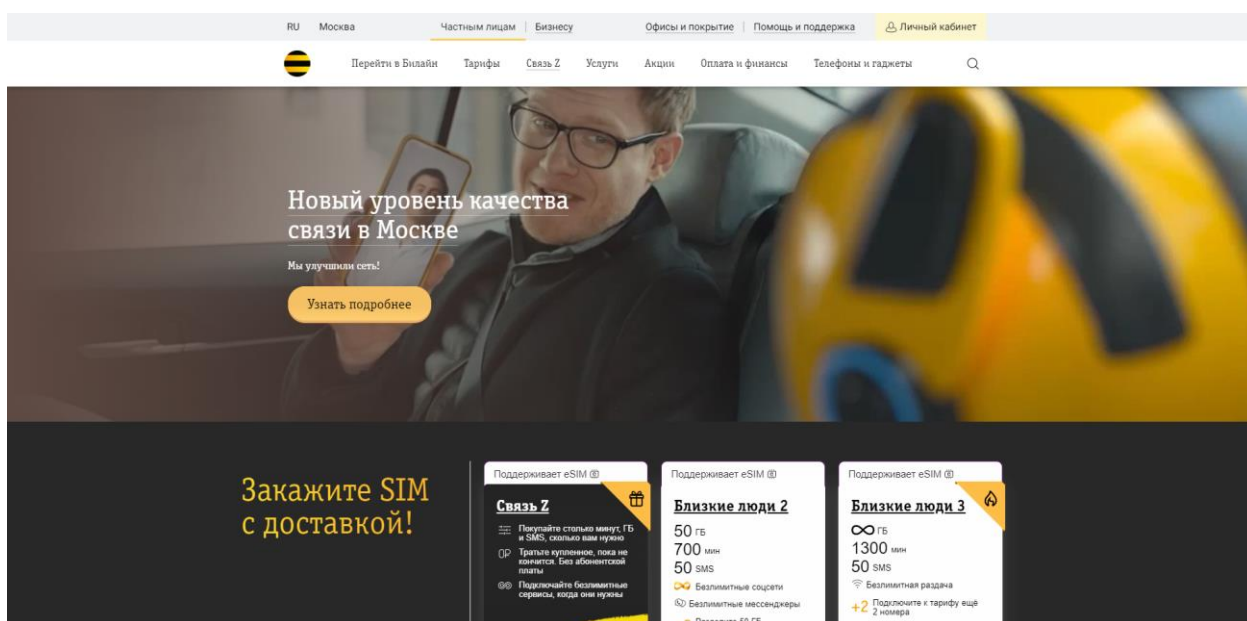 RU Москва Частным лицам Бизнесу Офисы и покрытие Помощь и поддержка Личный кабинет
Перейти в Билайн Тарифы Связь Z Услуги Акции Оплата и финансы Телефоны и гаджеты
Новый уровень качества
связи в Москве
Мы улучшили сеть!
Узнать подробнее
Закажите SIM
с доставкой!
Поддерживает eSIM
Связь Z
Покупайте столько минут, ГБ
и SMS, сколько вам нужно
Тратьте купленное, пока не
кончится. Без абонентской
платы
Подключайте безлимитные
сервисы, когда они нужны
Поддерживает eSIM
Близкие люди 2
50 ГБ
700 мин
50 SMS
Безлимитные соцсети
Безлимитные мессенджеры
Поддерживает eSIM
Близкие люди 3
∞ ГБ
1300 мин
50 SMS
Безлимитная раздача
+2 Подключите к тарифу ещё
2 номера